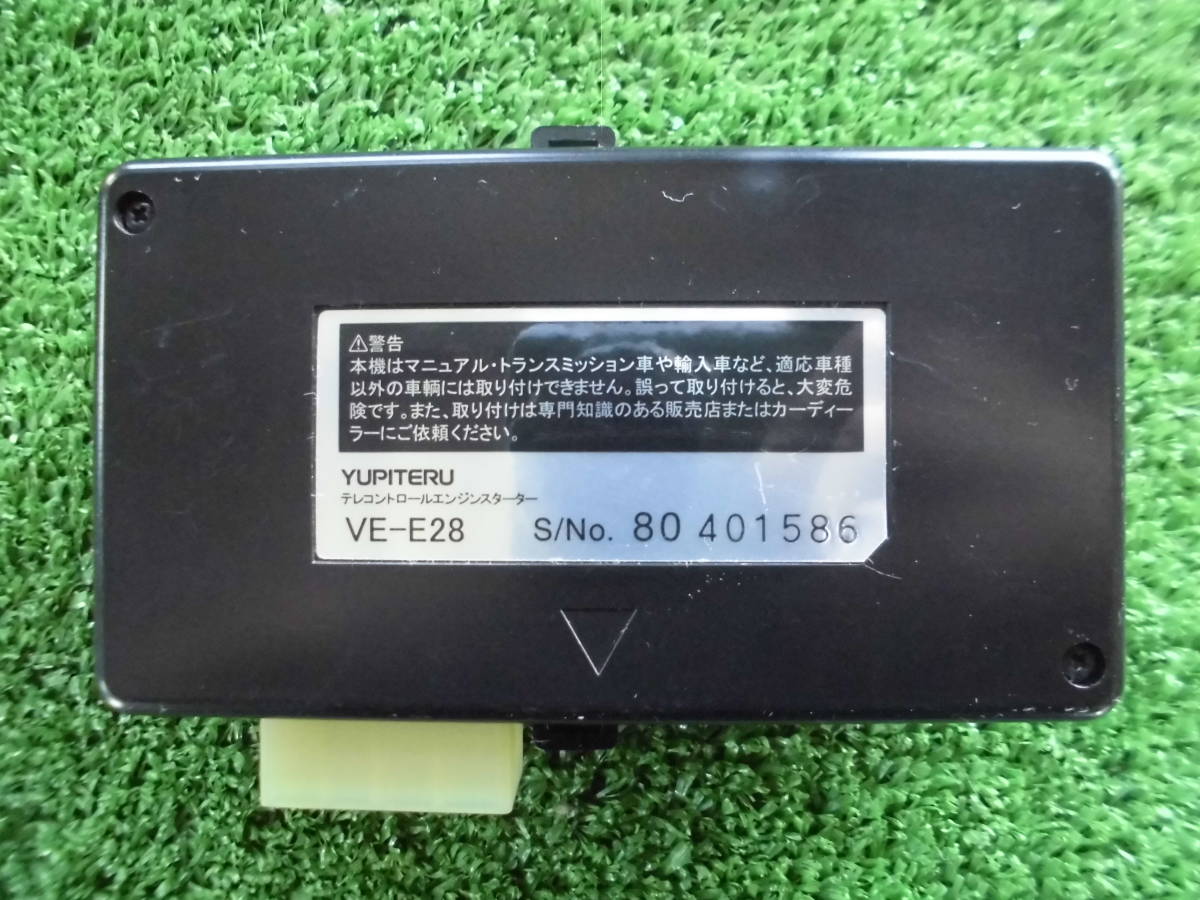 ⚠警告
本機はマニュアル・トランスミッション車や輸入車など、適応車種
以外の車輌には取り付けできません。誤って取り付けると、大変危
険です。また、取り付けは専門知識のある販売店またはカーディー
ラーにご依頼ください。
YUPITERU
テレコントロールエンジンスターター
VE-E28 S/No. 80 401586